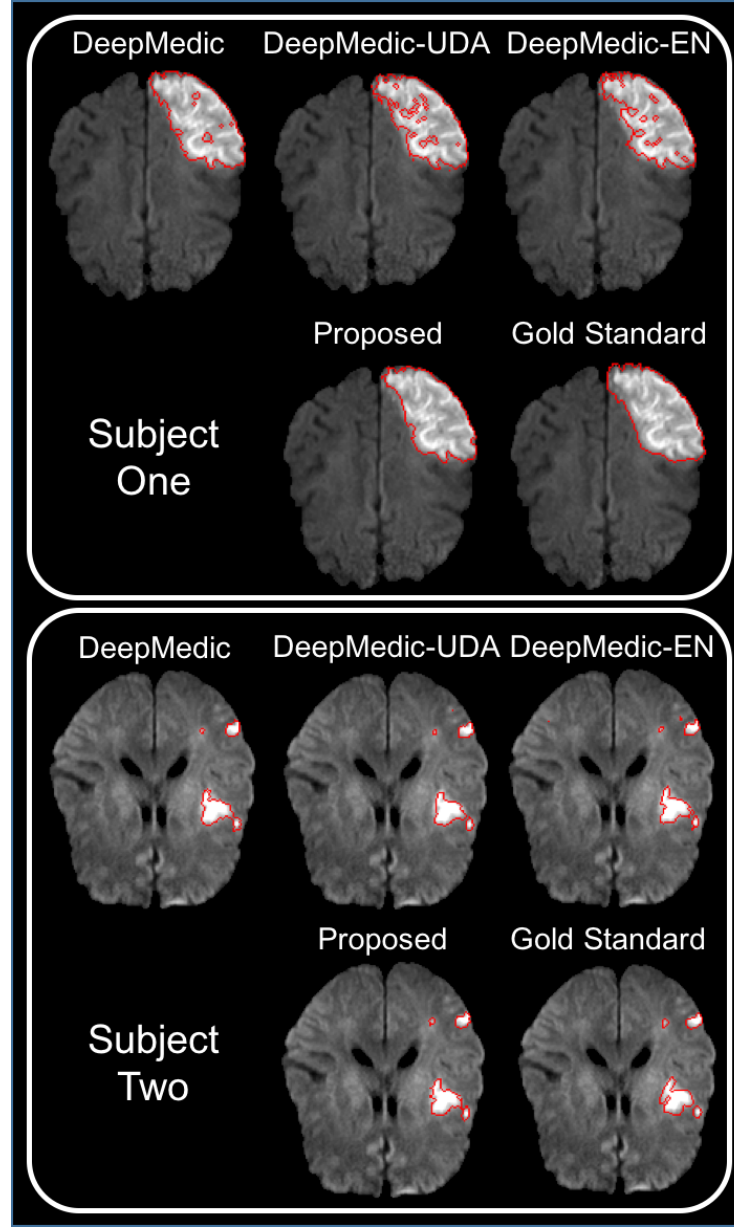 DeepMedic DeepMedic-UDA DeepMedic-EN
Proposed Gold Standard
Subject
One
DeepMedic DeepMedic-UDA DeepMedic-EN
Proposed Gold Standard
Subject
Two